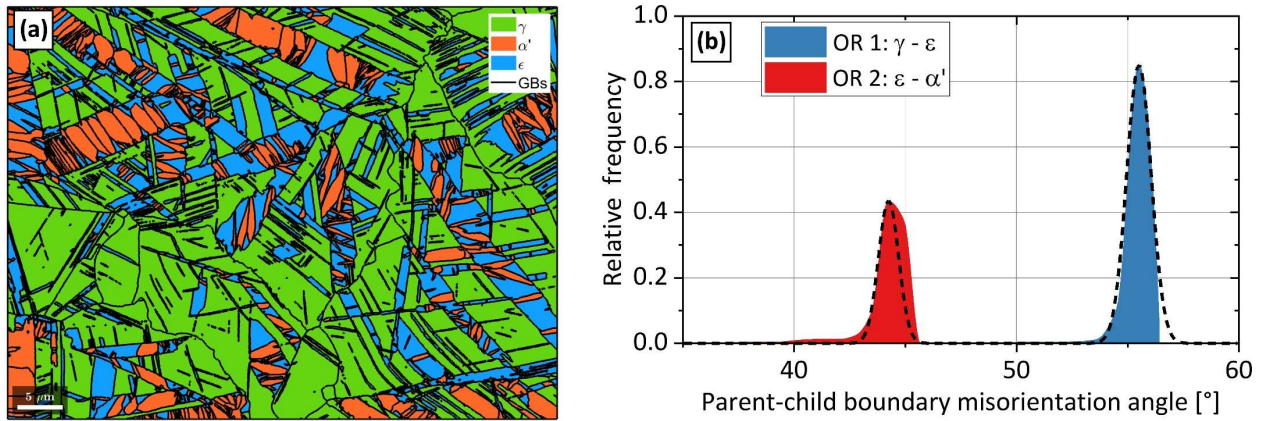 (a)
γ
α'
ϵ
GBs
5 μm
(b)
OR 1: γ - ε
OR 2: ε - α'
1.0
0.8
0.6
0.4
0.2
0.0
Relative frequency
40
50
60
Parent-child boundary misorientation angle [°]